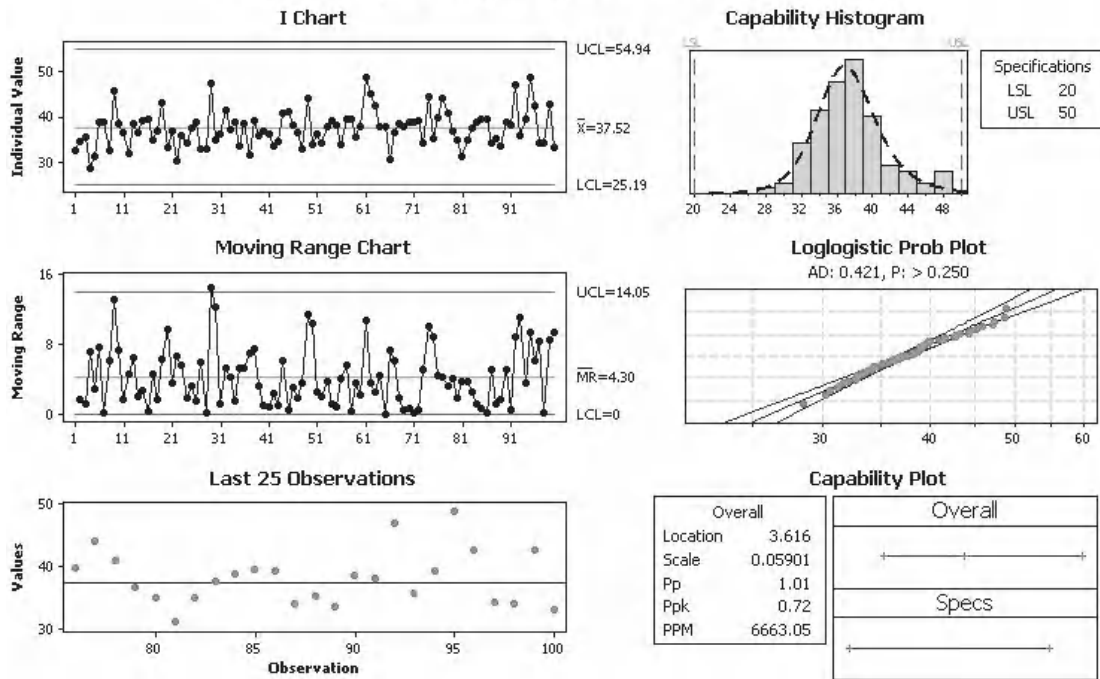 I Chart
Individual Value
50
40
30
UCL=54.94
X=37.52
LCL=25.19
1 11 21 31 41 51 61 71 81 91
Capability Histogram
LSL
USL
20 24 28 32 36 40 44 48
Specifications
LSL 20
USL 50
Moving Range Chart
Moving Range
16
8
0
UCL=14.05
MR=4.30
LCL=0
1 11 21 31 41 51 61 71 81 91
Loglogistic Prob Plot
AD: 0.421, P: > 0.250
30 40 50 60
Last 25 Observations
Values
50
40
30
80 85 90 95 100
Observation
Capability Plot
Overall
Location 3.616
Scale 0.05901
Pp 1.01
Ppk 0.72
PPM 6663.05
Overall
Specs